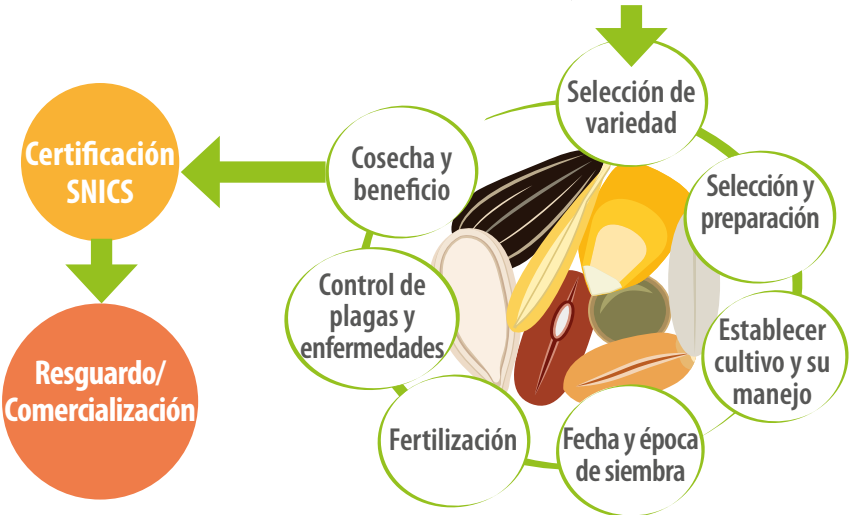 Selección de
variedad
Selección y
preparación
Establecer
cultivo y su
manejo
Fecha y época
de siembra
Fertilización
Control de
plagas y
enfermedades
Cosecha y
beneficio
Certificación
SNICS
Resguardo/
Comercialización